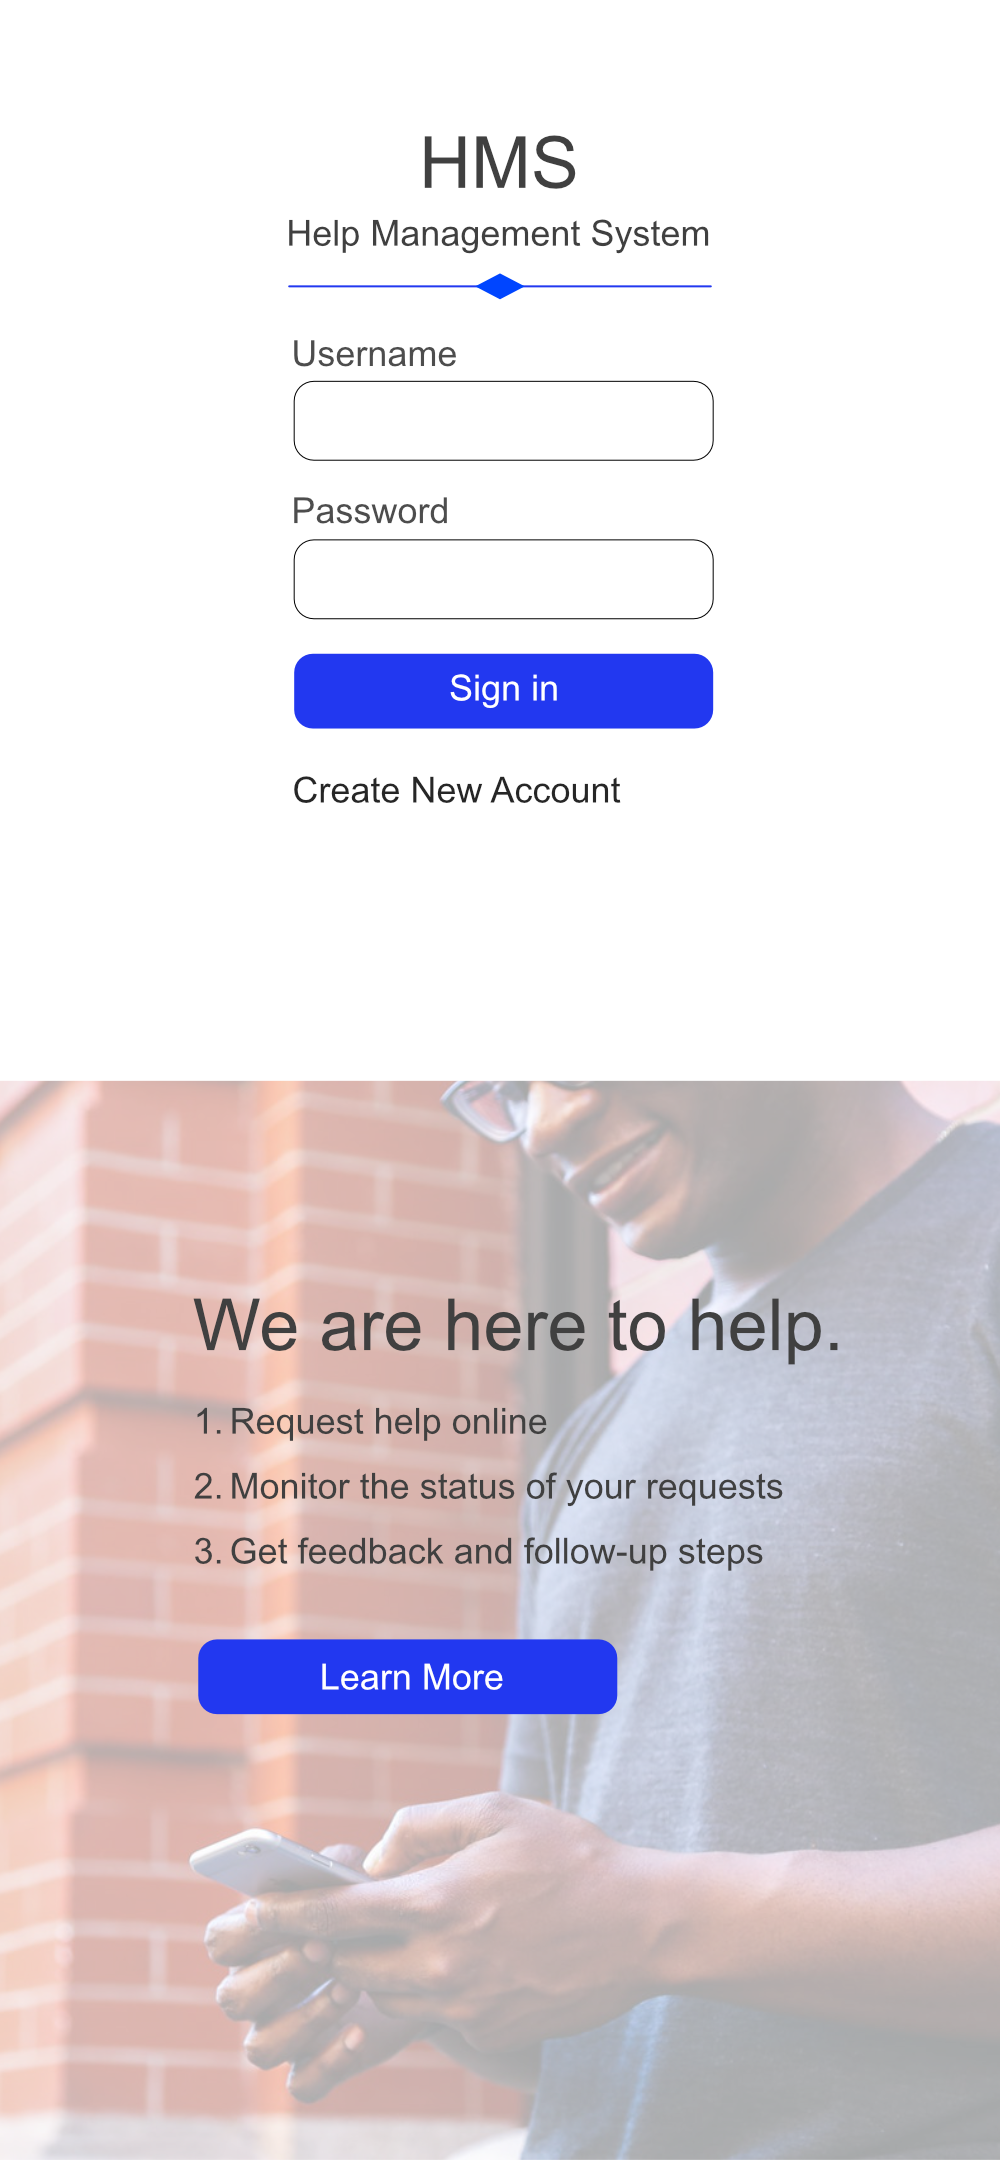 HMS
Help Management System
Username
Password
Sign in
Create New Account
We are here to help.
1. Request help online
2. Monitor the status of your requests
3. Get feedback and follow-up steps
Learn More